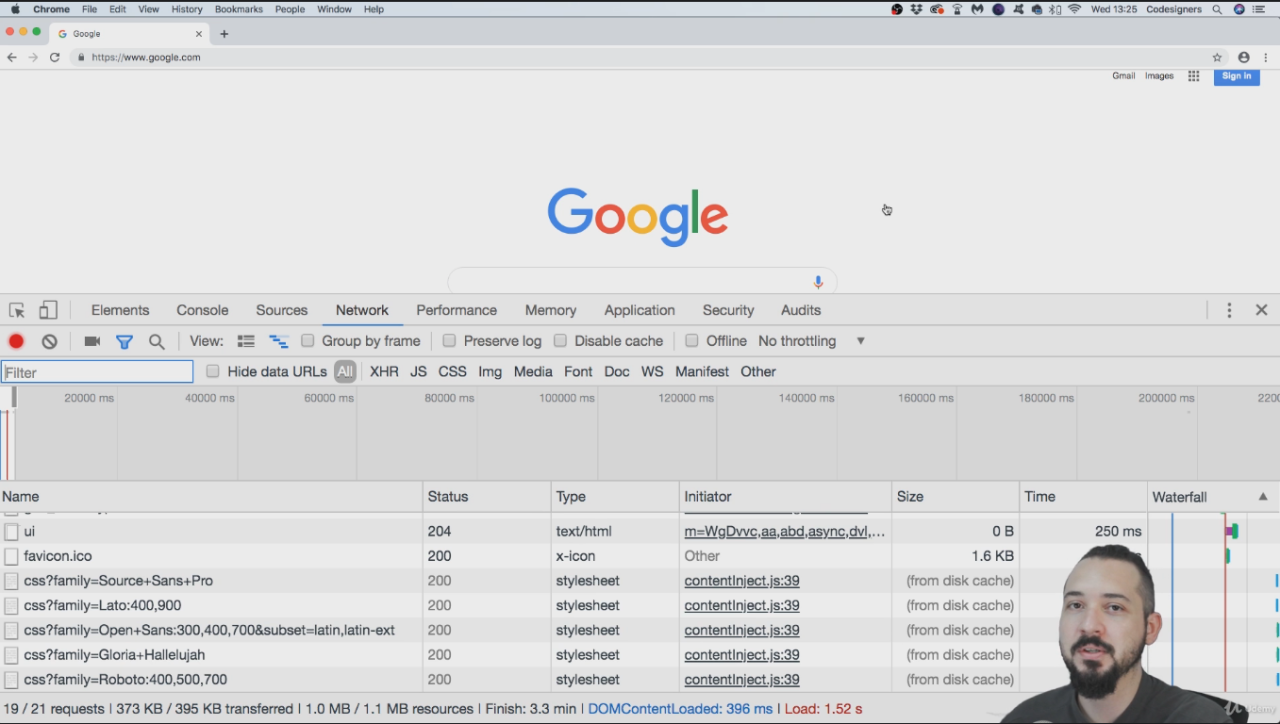 Chrome File Edit View History Bookmarks People Window Help Wed 13:25 Codesigners
Google
https://www.google.com
Gmail Images Sign in
Google
Elements Console Sources Network Performance Memory Application Security Audits
View: Group by frame Preserve log Disable cache Offline No throttling
Filter Hide data URLs All XHR JS CSS Img Media Font Doc WS Manifest Other
20000 ms 40000 ms 60000 ms 80000 ms 100000 ms 120000 ms 140000 ms 160000 ms 180000 ms 200000 ms 2200
Name Status Type Initiator Size Time Waterfall
ui 204 text/html m=WgDvvc,aa,abd,async,dvl,... 0 B 250 ms
favicon.ico 200 x-icon Other 1.6 KB
css?family=Source+Sans+Pro 200 stylesheet contentInject.js:39 (from disk cache)
css?family=Lato:400,900 200 stylesheet contentInject.js:39 (from disk cache)
css?family=Open+Sans:300,400,700&subset=latin,latin-ext 200 stylesheet contentInject.js:39 (from disk cache)
css?family=Gloria+Hallelujah 200 stylesheet contentInject.js:39 (from disk cache)
css?family=Roboto:400,500,700 200 stylesheet contentInject.js:39 (from disk cache)
19 / 21 requests | 373 KB / 395 KB transferred | 1.0 MB / 1.1 MB resources | Finish: 3.3 min | DOMContentLoaded: 396 ms | Load: 1.52 s
Udemy